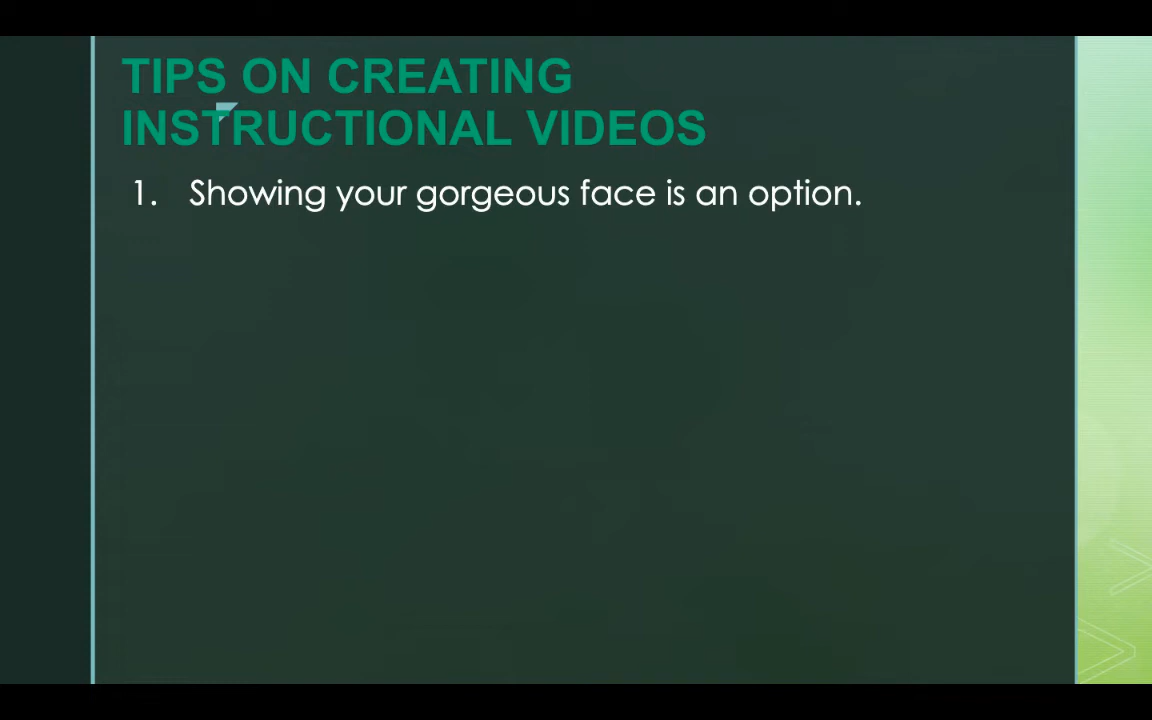 TIPS ON CREATING
INSTRUCTIONAL VIDEOS
1. Showing your gorgeous face is an option.